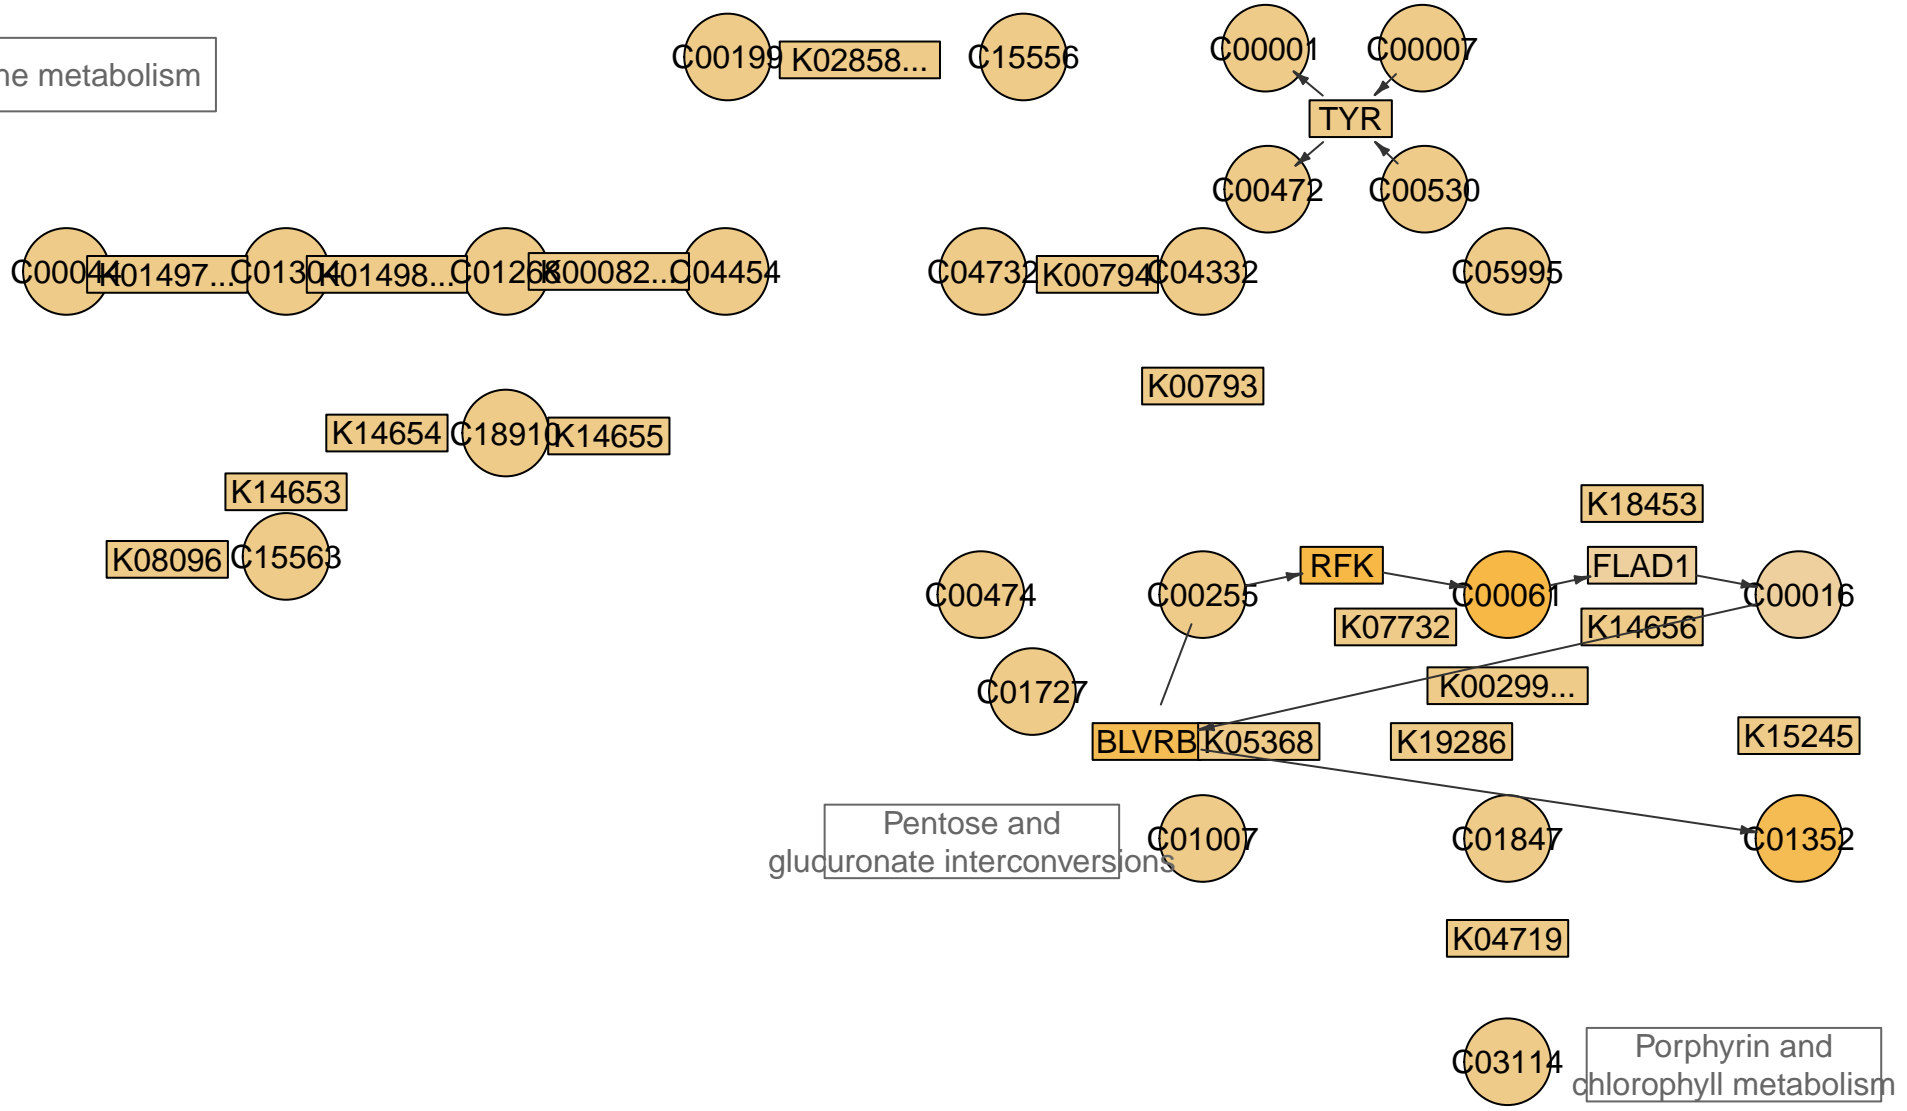 ne metabolism
C00199
K02858...
C15556
C00001
C00007
TYR
C00472
C00530
C00044
K01497...
C01304
K01498...
C01268
K00082...
C04454
C04732
K00794
C04332
C05995
K00793
K14654
C18910
K14655
K14653
K08096
C15563
K18453
C00474
C00255
RFK
C00061
FLAD1
C00016
K07732
K14656
C01727
K00299...
BLVRB
K05368
K19286
K15245
Pentose and
glucuronate interconversions
C01007
C01847
C01352
K04719
C03114
Porphyrin and
chlorophyll metabolism